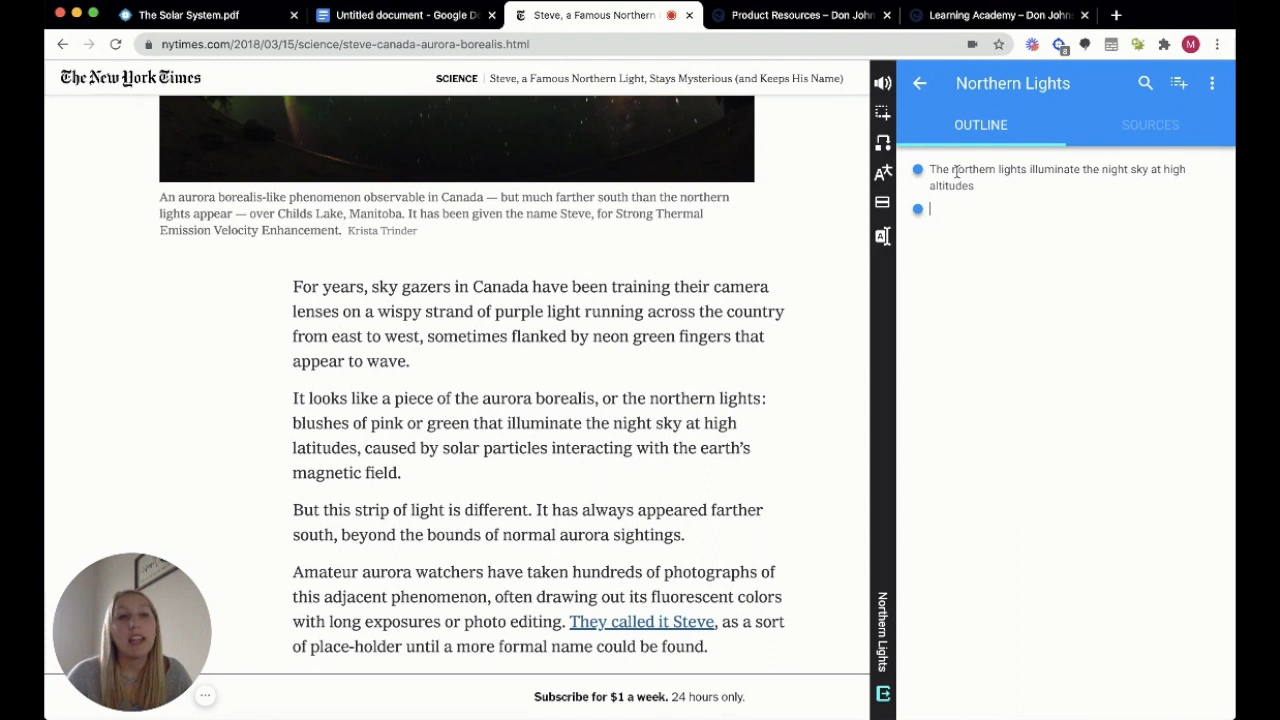 The Solar System.pdf
Untitled document - Google Do
Steve, a Famous Northern
Product Resources – Don John
Learning Academy – Don Johns
nytimes.com/2018/03/15/science/steve-canada-aurora-borealis.html
8
M
The New York Times
SCIENCE | Steve, a Famous Northern Light, Stays Mysterious (and Keeps His Name)
An aurora borealis-like phenomenon observable in Canada — but much farther south than the northern
lights appear — over Childs Lake, Manitoba. It has been given the name Steve, for Strong Thermal
Emission Velocity Enhancement. Krista Trinder
For years, sky gazers in Canada have been training their camera
lenses on a wispy strand of purple light running across the country
from east to west, sometimes flanked by neon green fingers that
appear to wave.
It looks like a piece of the aurora borealis, or the northern lights:
blushes of pink or green that illuminate the night sky at high
latitudes, caused by solar particles interacting with the earth’s
magnetic field.
But this strip of light is different. It has always appeared farther
south, beyond the bounds of normal aurora sightings.
Amateur aurora watchers have taken hundreds of photographs of
this adjacent phenomenon, often drawing out its fluorescent colors
with long exposures or photo editing. They called it Steve, as a sort
of place-holder until a more formal name could be found.
Subscribe for $1 a week. 24 hours only.
Northern Lights
Northern Lights
OUTLINE
SOURCES
The northern lights illuminate the night sky at high
altitudes